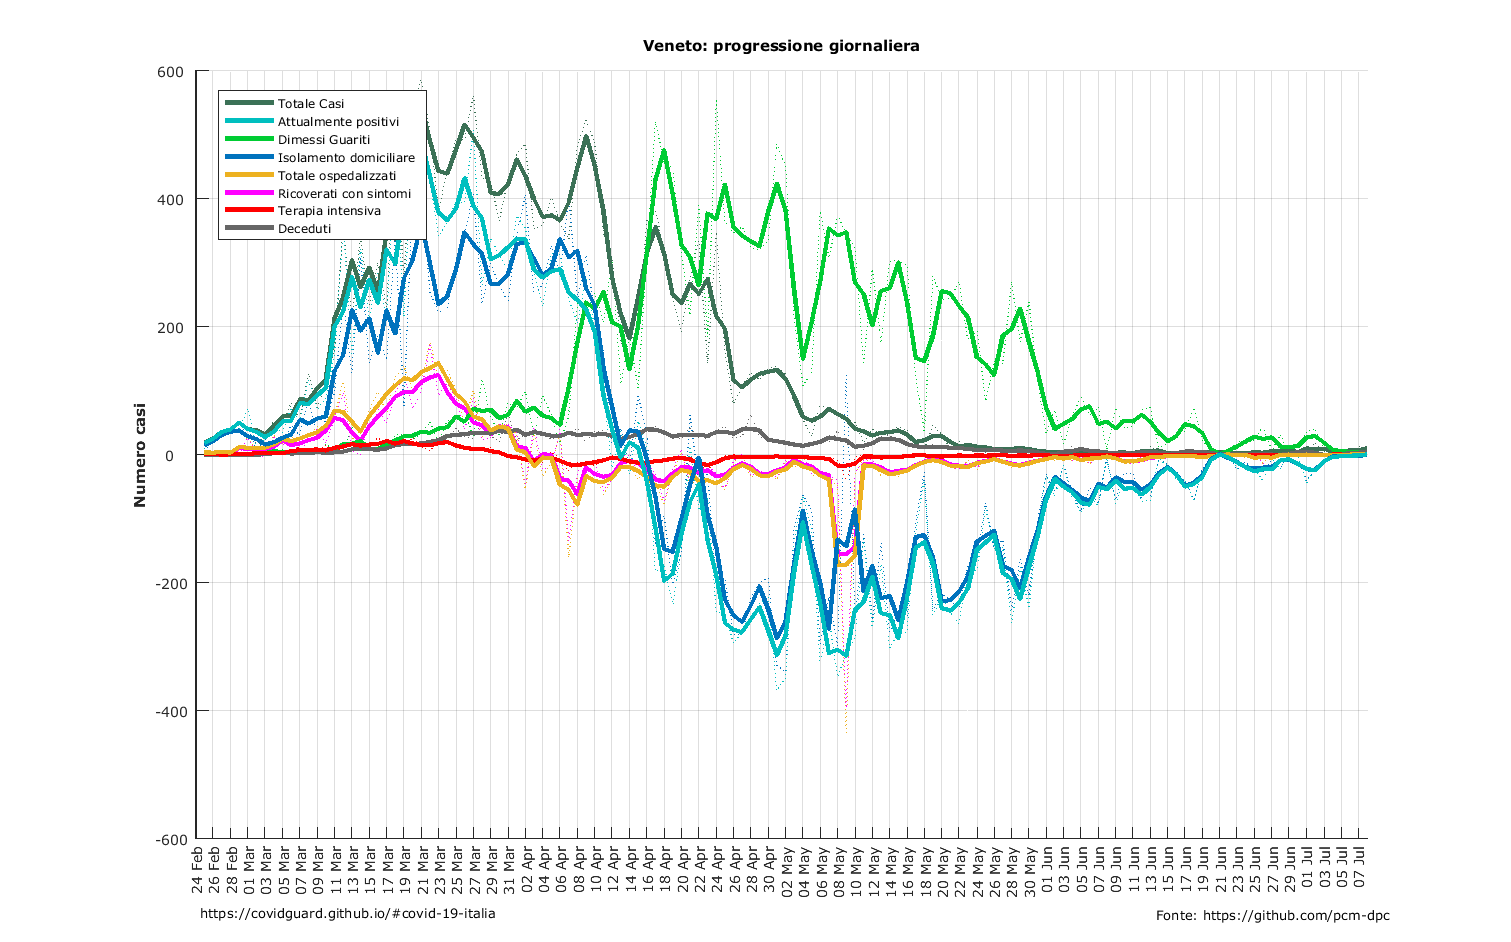 Veneto: progressione giornaliera
600
400
200
0
-200
-400
-600
Numero casi
Totale Casi
Attualmente positivi
Dimessi Guariti
Isolamento domiciliare
Totale ospedalizzati
Ricoverati con sintomi
Terapia intensiva
Deceduti
24 Feb
26 Feb
28 Feb
01 Mar
03 Mar
05 Mar
07 Mar
09 Mar
11 Mar
13 Mar
15 Mar
17 Mar
19 Mar
21 Mar
23 Mar
25 Mar
27 Mar
29 Mar
31 Mar
02 Apr
04 Apr
06 Apr
08 Apr
10 Apr
12 Apr
14 Apr
16 Apr
18 Apr
20 Apr
22 Apr
24 Apr
26 Apr
28 Apr
30 Apr
02 May
04 May
06 May
08 May
10 May
12 May
14 May
16 May
18 May
20 May
22 May
24 May
26 May
28 May
30 May
01 Jun
03 Jun
05 Jun
07 Jun
09 Jun
11 Jun
13 Jun
15 Jun
17 Jun
19 Jun
21 Jun
23 Jun
25 Jun
27 Jun
29 Jun
01 Jul
03 Jul
05 Jul
07 Jul
https://covidguard.github.io/#covid-19-italia
Fonte: https://github.com/pcm-dpc